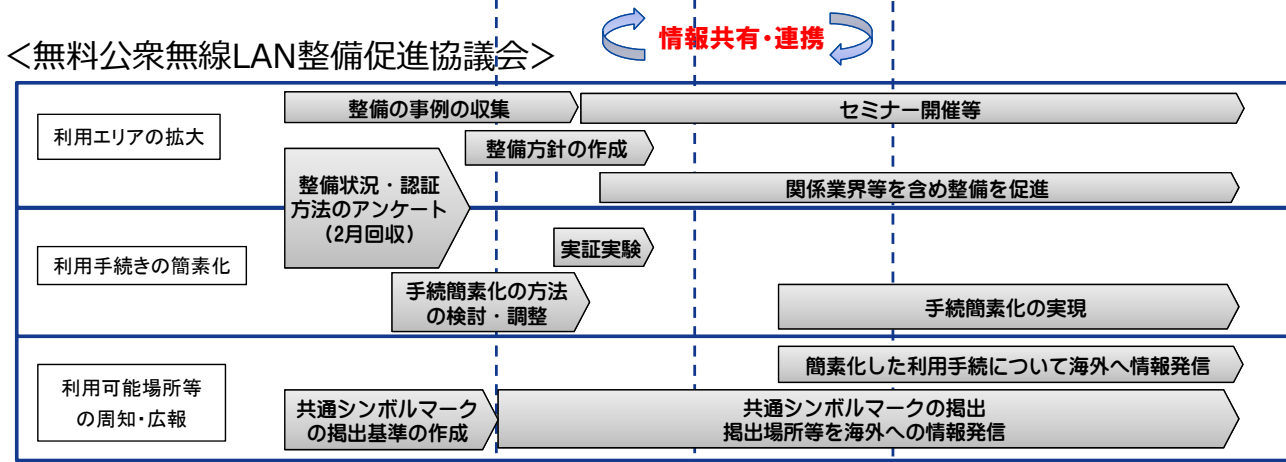 情報共有・連携
＜無料公衆無線LAN整備促進協議会＞
利用エリアの拡大
整備の事例の収集
セミナー開催等
整備方針の作成
整備状況・認証
方法のアンケート
（2月回収）
関係業界等を含め整備を促進
利用手続きの簡素化
実証実験
手続簡素化の方法
の検討・調整
手続簡素化の実現
利用可能場所等
の周知・広報
簡素化した利用手続について海外へ情報発信
共通シンボルマーク
の掲出基準の作成
共通シンボルマークの掲出
掲出場所等を海外への情報発信